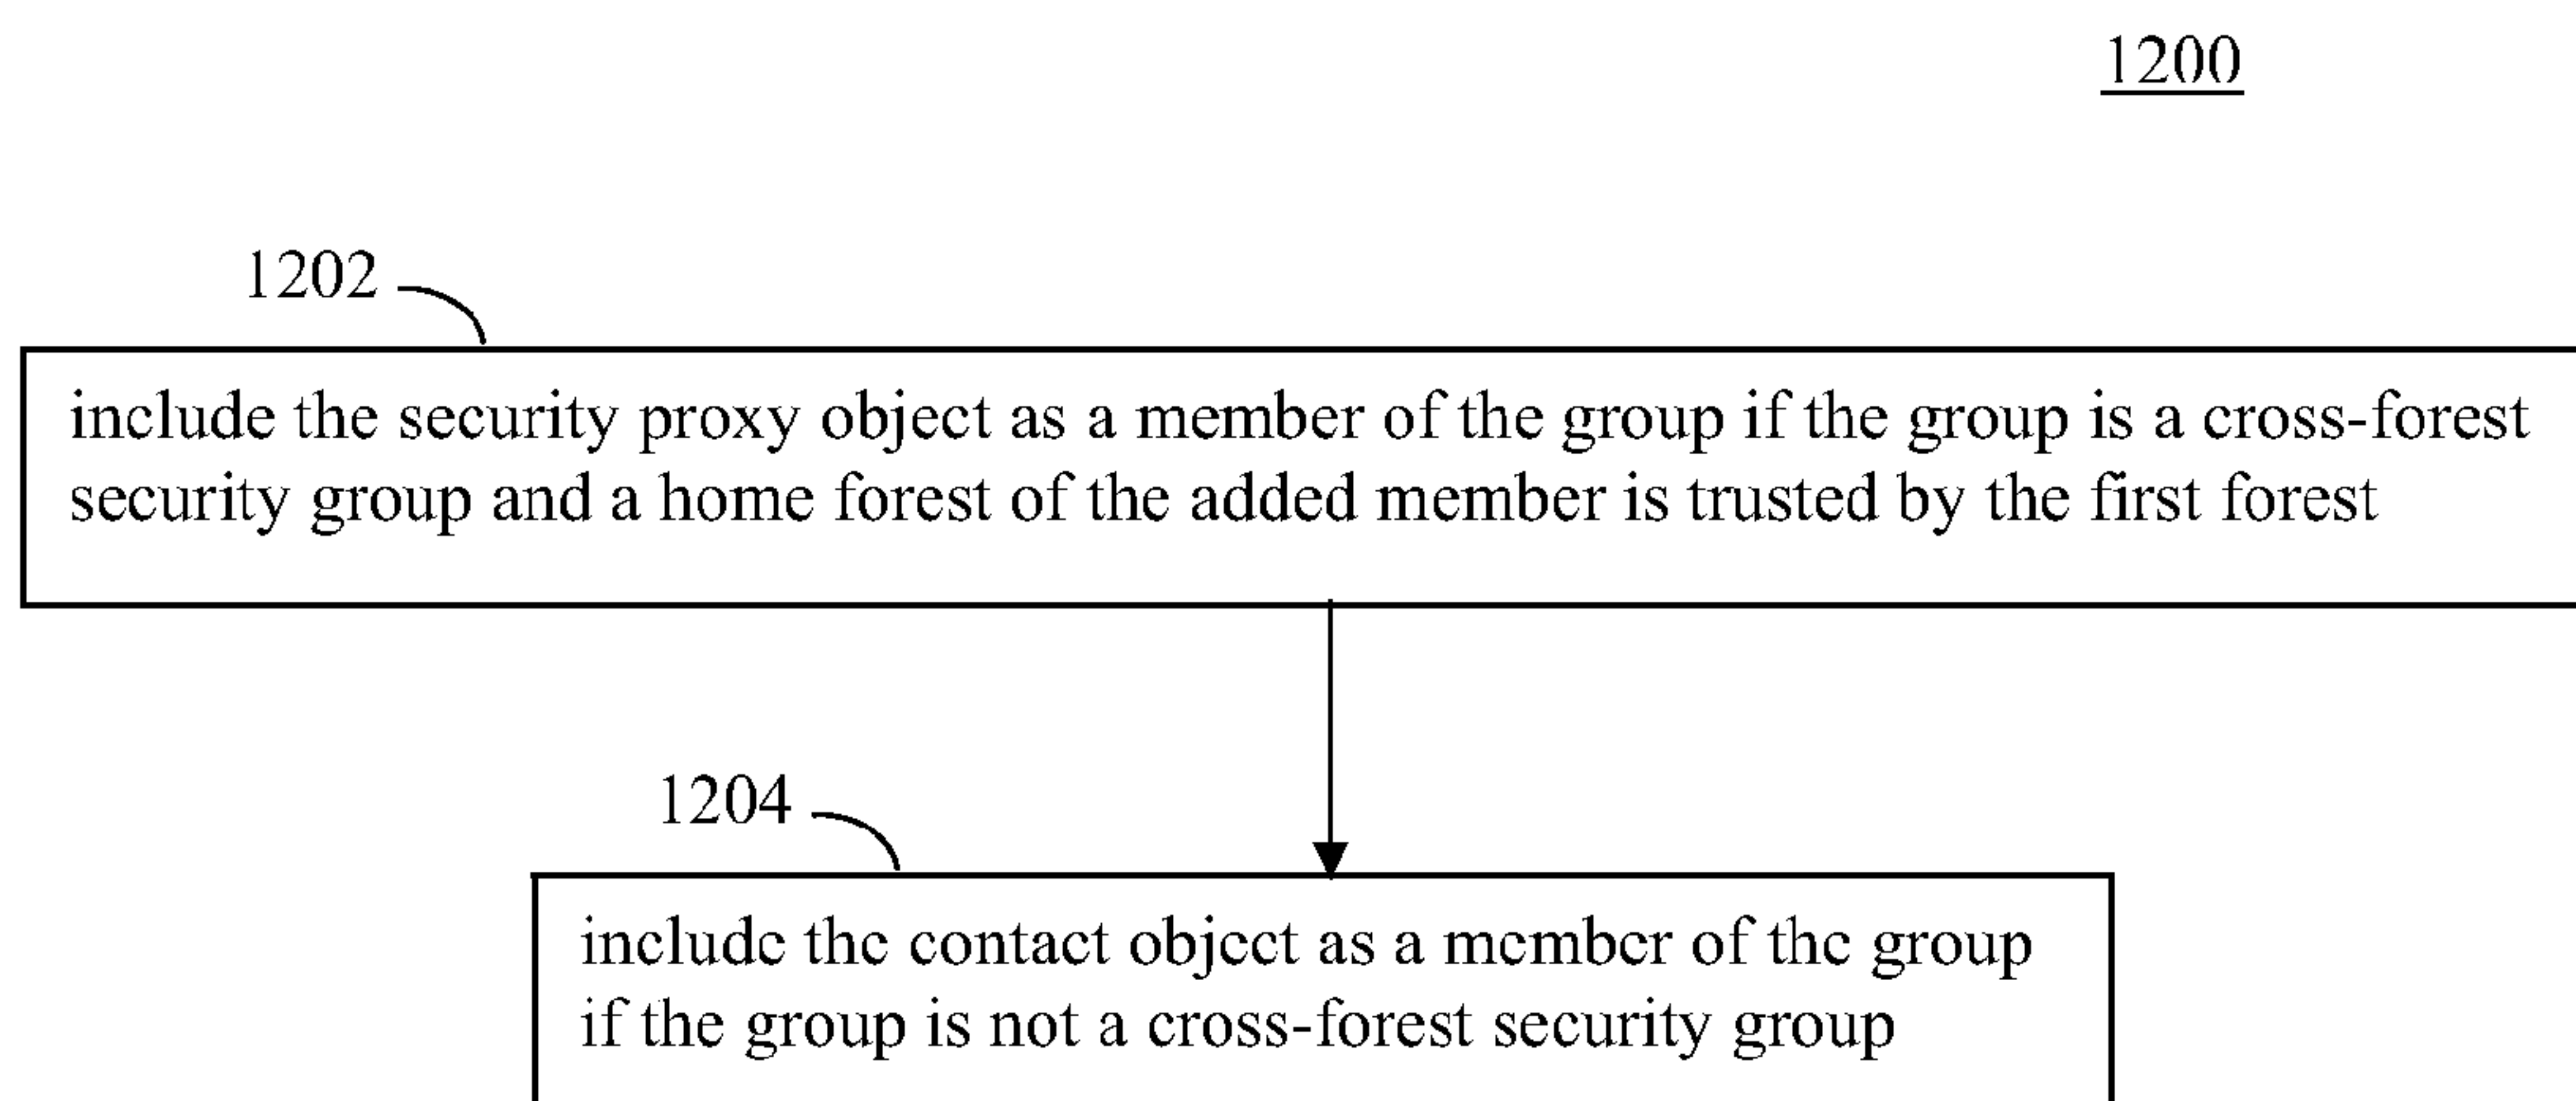 1200
1202
include the security proxy object as a member of the group if the group is a cross-forest
security group and a home forest of the added member is trusted by the first forest
1204
include the contact object as a member of the group
if the group is not a cross-forest security group